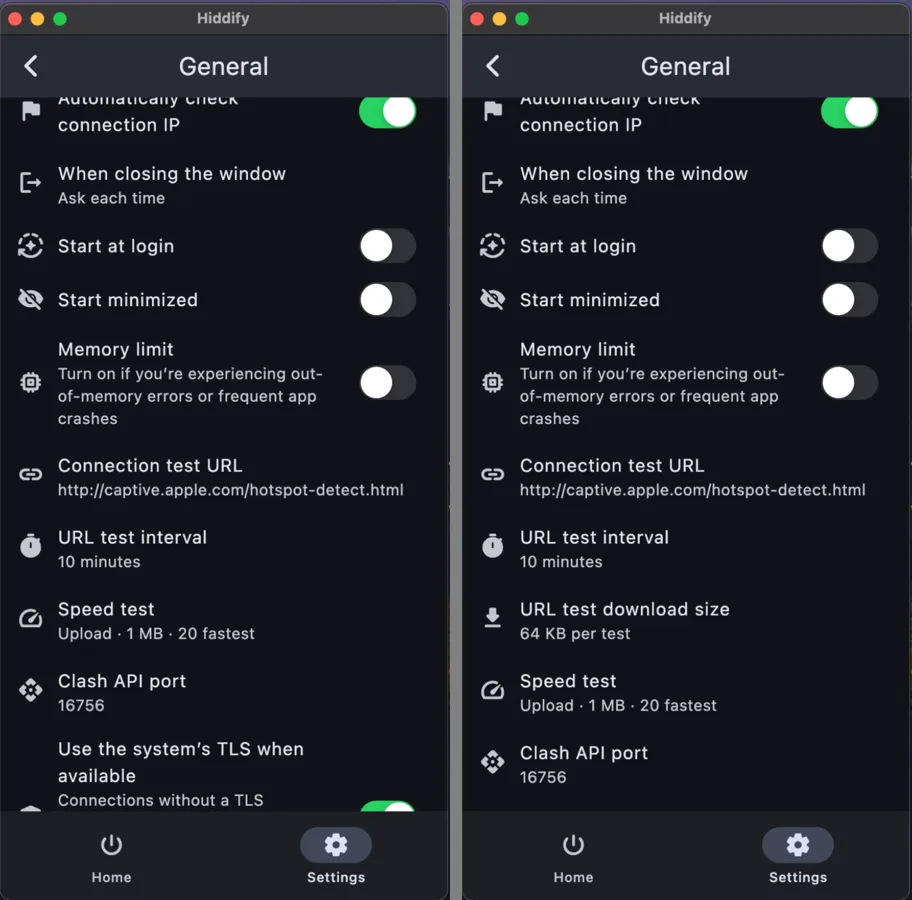 Hiddify
General
Automatically check
connection IP
When closing the window
Ask each time
Start at login
Start minimized
Memory limit
Turn on if you're experiencing out-
of-memory errors or frequent app
crashes
Connection test URL
http://captive.apple.com/hotspot-detect.html
URL test interval
10 minutes
Speed test
Upload · 1 MB · 20 fastest
Clash API port
16756
Use the system's TLS when
available
Connections without a TLS
Home
Settings
Hiddify
General
Automatically check
connection IP
When closing the window
Ask each time
Start at login
Start minimized
Memory limit
Turn on if you're experiencing out-
of-memory errors or frequent app
crashes
Connection test URL
http://captive.apple.com/hotspot-detect.html
URL test interval
10 minutes
URL test download size
64 KB per test
Speed test
Upload · 1 MB · 20 fastest
Clash API port
16756
Home
Settings